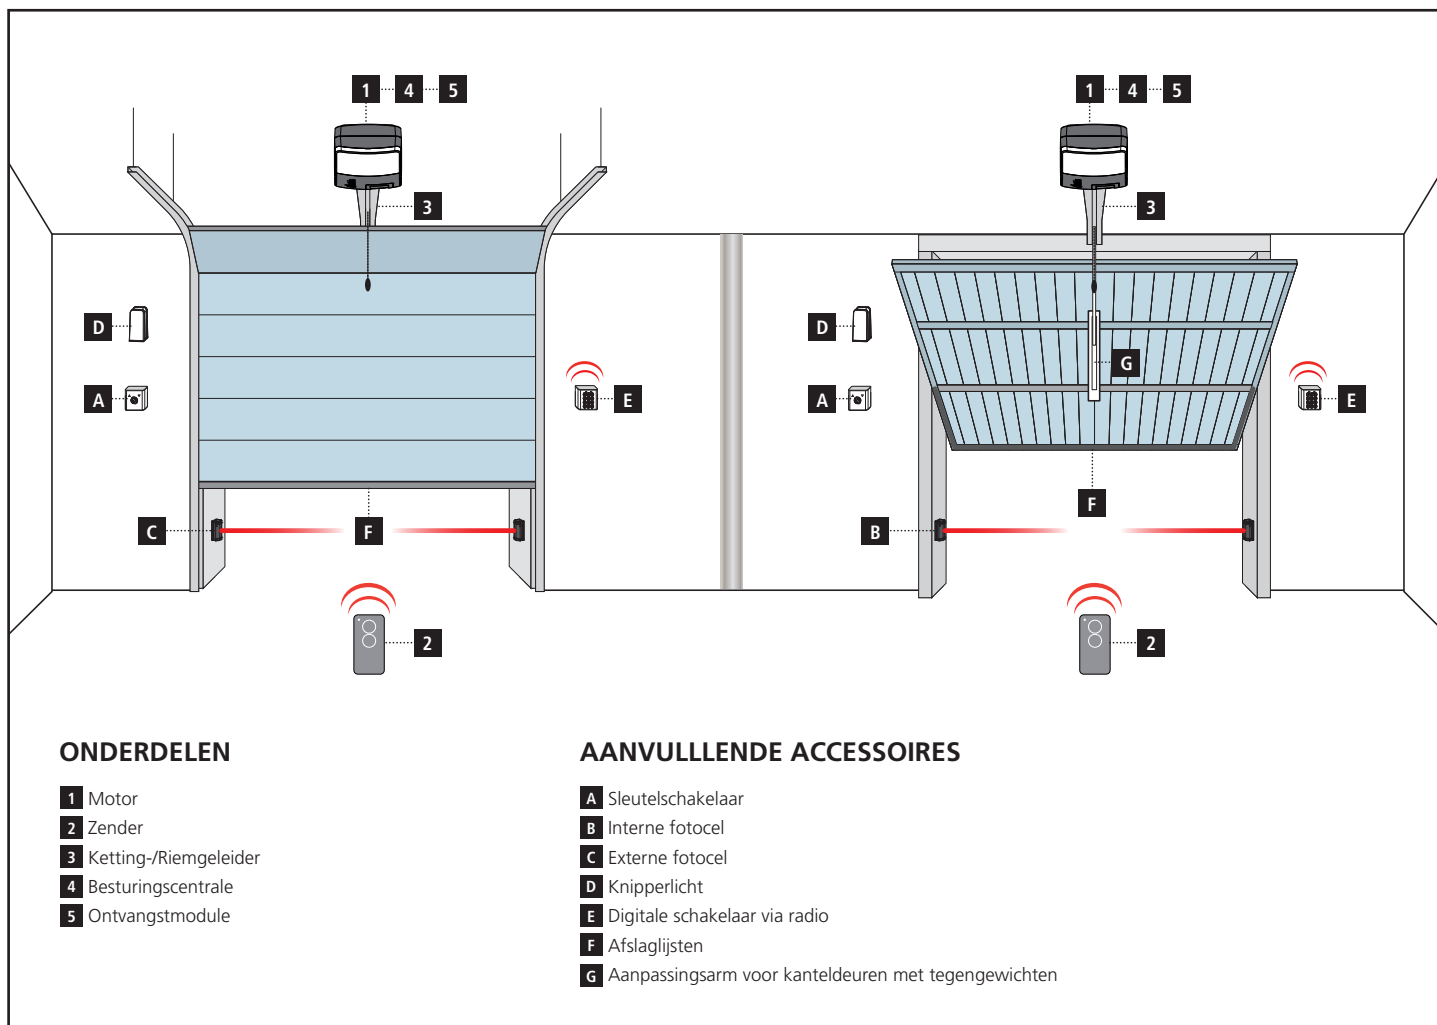 1 4 5
1 4 5
3
3
D
D
G
A
E
A
E
F
C
F
B
2
2
ONDERDELEN
1 Motor
2 Zender
3 Ketting-/Riemgeleider
4 Besturingscentrale
5 Ontvangstmodule
AANVULLLENDE ACCESSOIRES
A Sleutelschakelaar
B Interne fotocel
C Externe fotocel
D Knipperlicht
E Digitale schakelaar via radio
F Afslaglijsten
G Aanpassingsarm voor kanteldeuren met tegengewichten